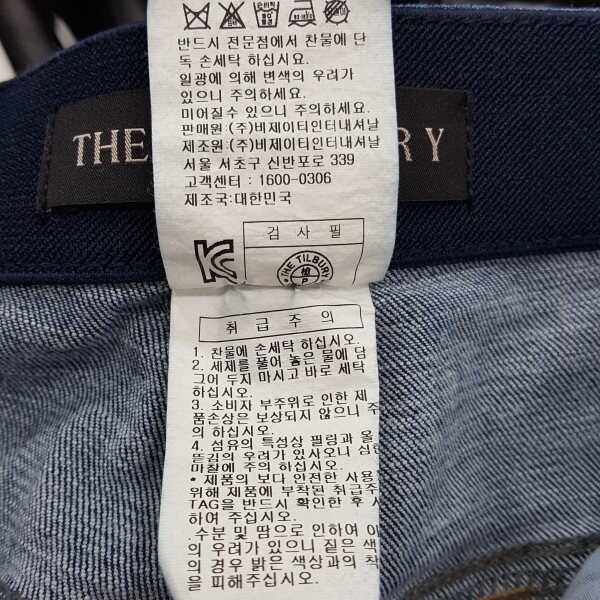 반드시 전문점에서 찬물에 단
독 손세탁 하십시요.
일광에 의해 변색의 우려가
있으니 주의하세요.
미어질수 있으니 주의하세요.
판매원:(주)비제이티인터내셔날
제조원:(주)비제이티인터내셔날
서울 서초구 신반포로 339
고객센터 : 1600-0306
제조국:대한민국
THE RY
검 사 필
THE TILBURY
취 급 주 의
1. 찬물에 손세탁 하십시오.
2. 세제를 풀어 놓은 물에 담
그어 두지 마시고 바로 세탁
하십시오.
3. 소비자 부주위로 인한 제
품손상은 보상되지 않으니 주
의 하십시오.
4. 섬유의 특성상 필링과 올
뜯김의 우려가 있사오니 심한
마찰에 주의 하십시오.
* 제품의 보다 안전한 사용
위해 제품에 부착된 취급주
TAG을 반드시 확인한 후 사
하여 주십시오.
.수분 및 땀으로 인하여 이
의 우려가 있으니 짙은 색
의 경우 밝은 색상과의 착
을 피해주십시오.